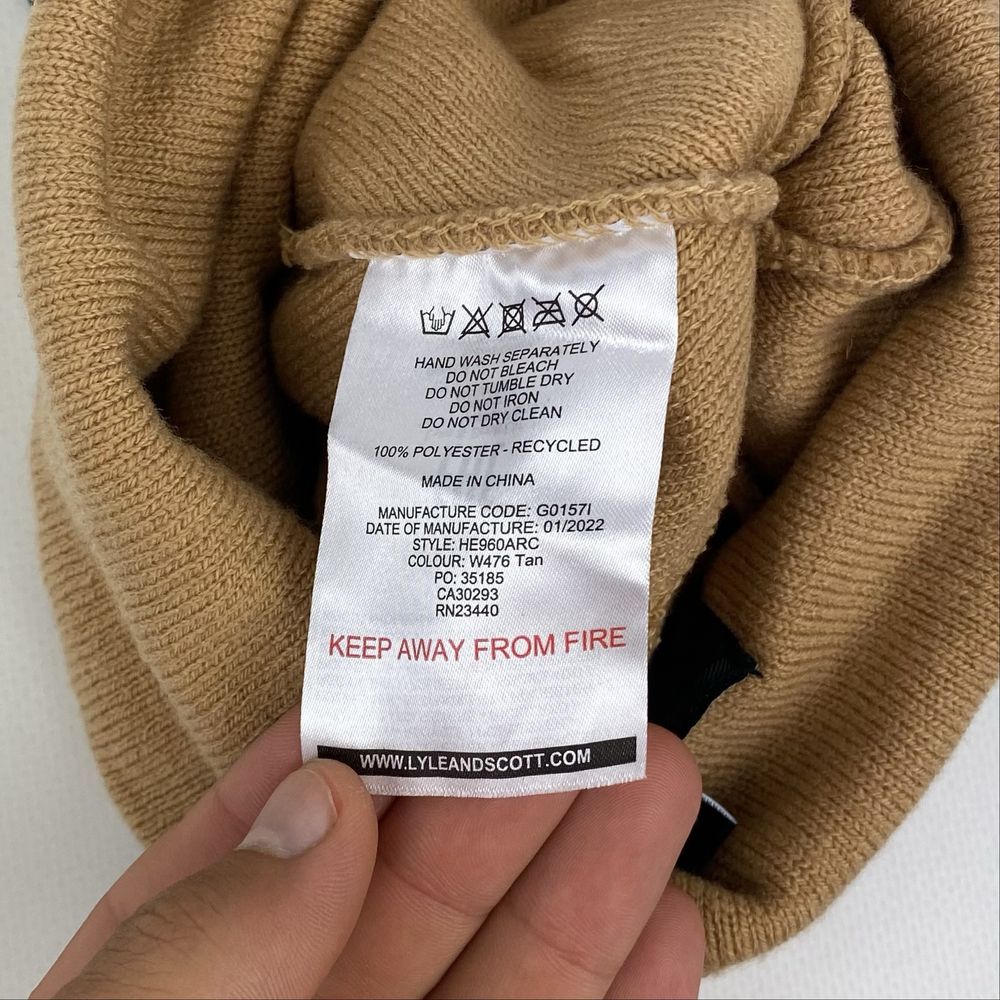 HAND WASH SEPARATELY
DO NOT BLEACH
DO NOT TUMBLE DRY
DO NOT IRON
DO NOT DRY CLEAN
100% POLYESTER - RECYCLED
MADE IN CHINA
MANUFACTURE CODE: G0157I
DATE OF MANUFACTURE: 01/2022
STYLE: HE960ARC
COLOUR: W476 Tan
PO: 35185
CA30293
RN23440
KEEP AWAY FROM FIRE
WWW.LYLEANDSCOTT.COM